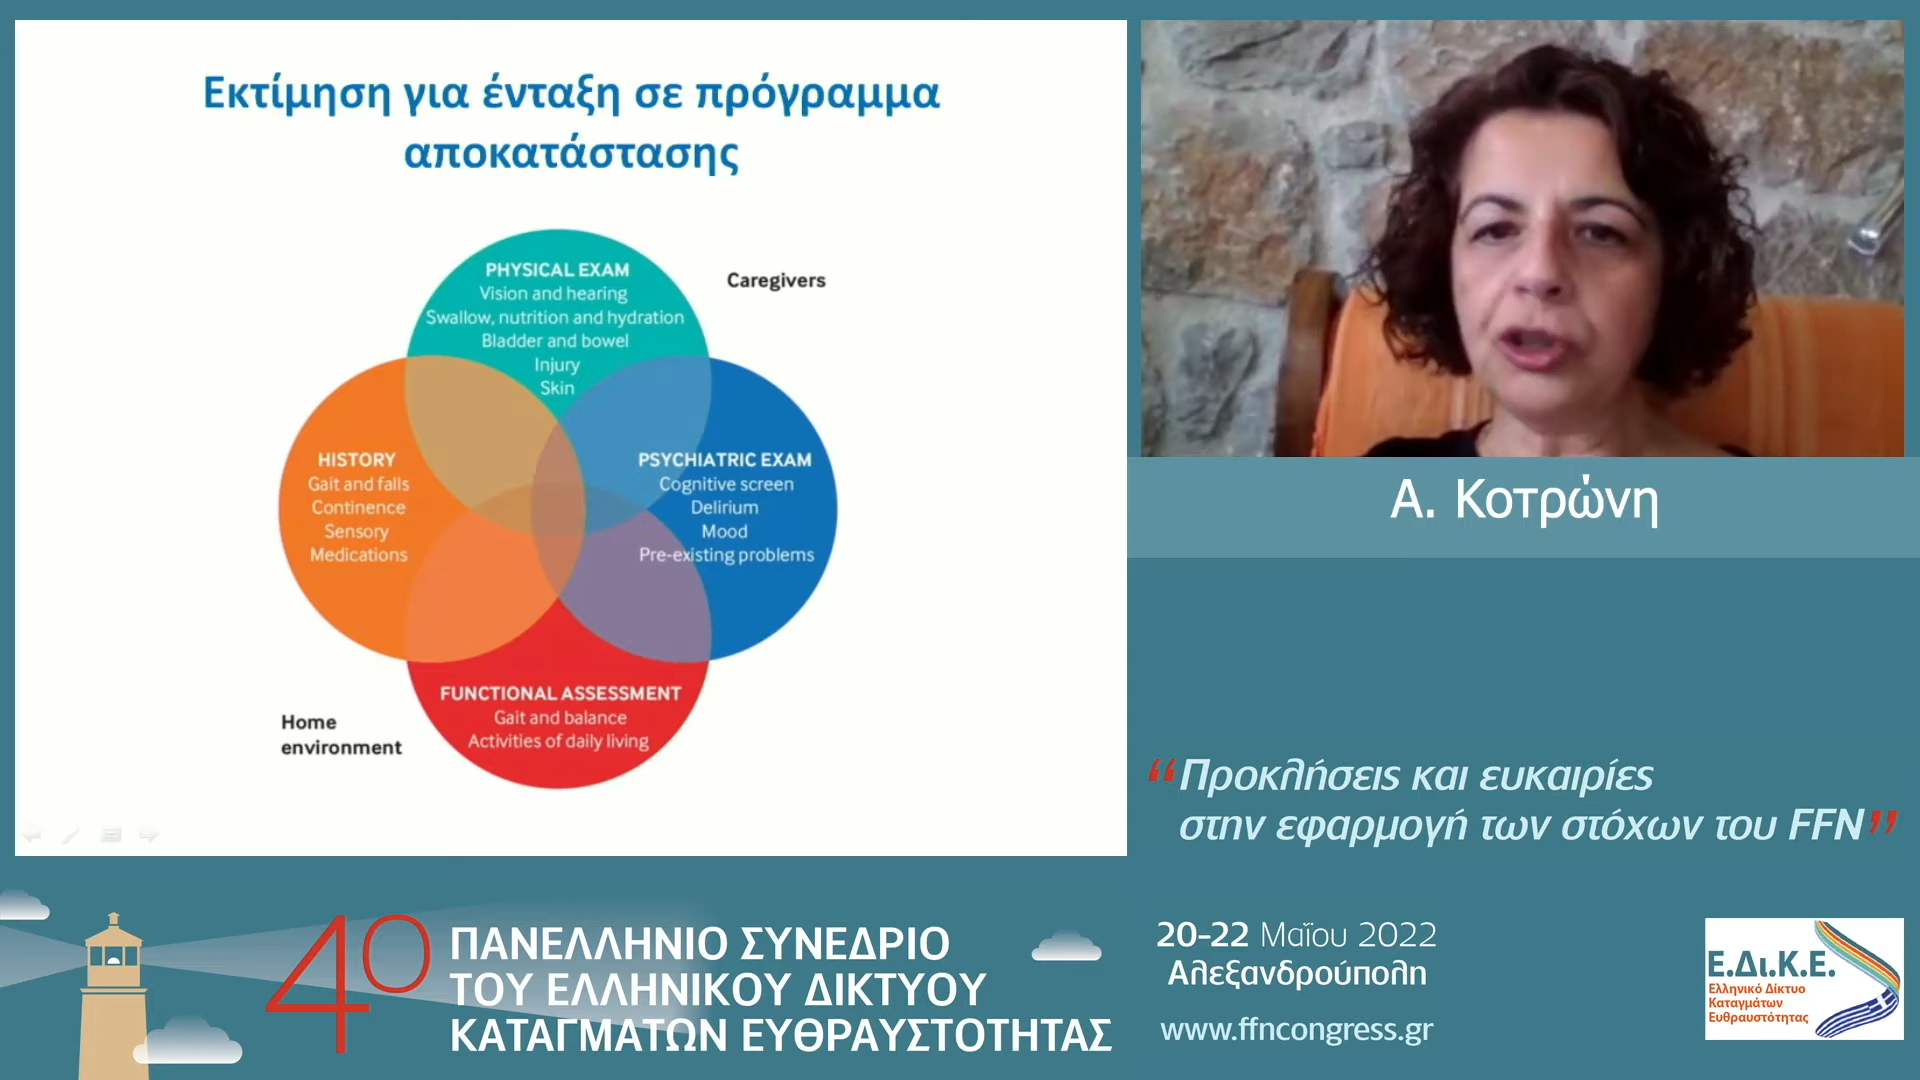 Εκτίμηση για ένταξη σε πρόγραμμα
αποκατάστασης
PHYSICAL EXAM
Vision and hearing
Swallow, nutrition and hydration
Bladder and bowel
Injury
Skin
Caregivers
HISTORY
Gait and falls
Continence
Sensory
Medications
PSYCHIATRIC EXAM
Cognitive screen
Delirium
Mood
Pre-existing problems
FUNCTIONAL ASSESSMENT
Gait and balance
Activities of daily living
Home
environment
Α. Κοτρώνη
“Προκλήσεις και ευκαιρίες
στην εφαρμογή των στόχων του FFN”
4ο
ΠΑΝΕΛΛΗΝΙΟ ΣΥΝΕΔΡΙΟ
ΤΟΥ ΕΛΛΗΝΙΚΟΥ ΔΙΚΤΥΟΥ
ΚΑΤΑΓΜΑΤΩΝ ΕΥΘΡΑΥΣΤΟΤΗΤΑΣ
20-22 Μαΐου 2022
Αλεξανδρούπολη
www.ffncongress.gr
Ε.Δι.Κ.Ε.
Ελληνικό Δίκτυο
Καταγμάτων
Ευθραυστότητας